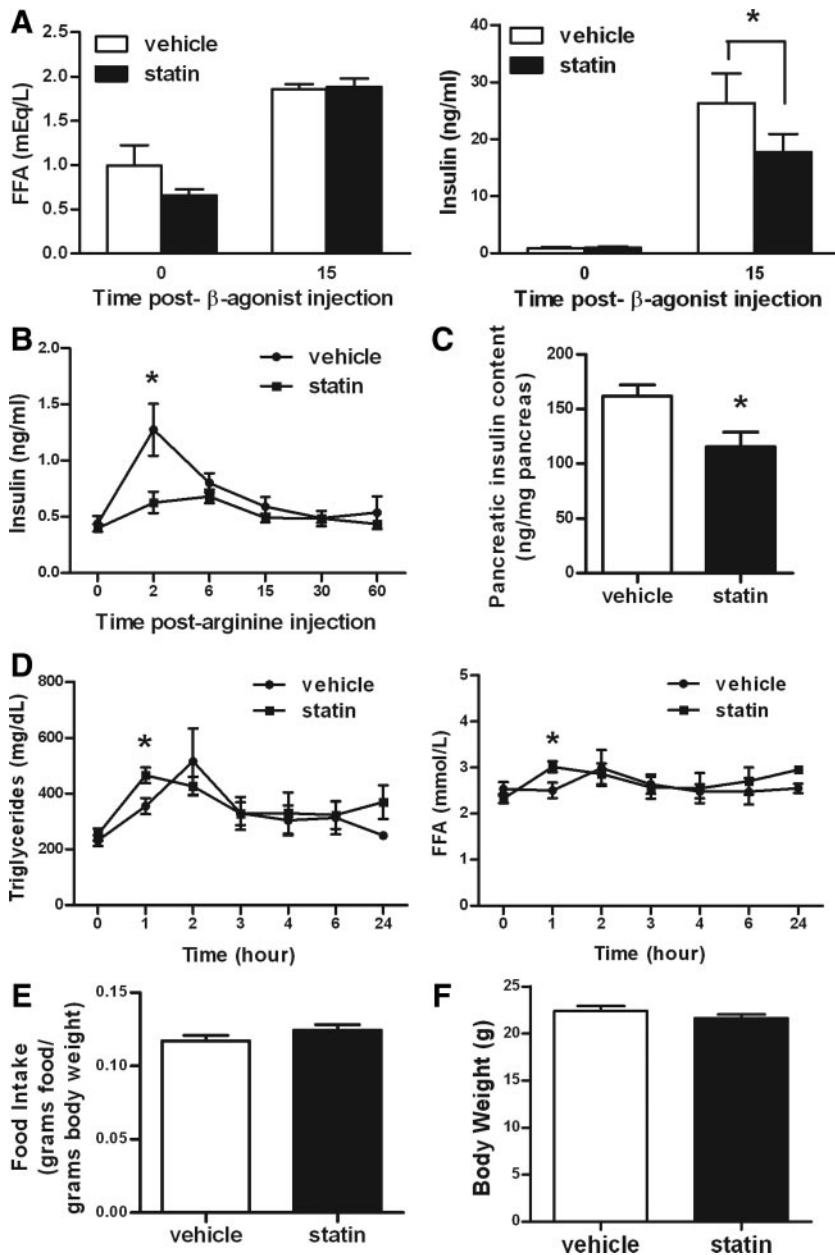 A
vehicle
statin
FFA (mEq/L)
2.5
2.0
1.5
1.0
0.5
0.0
0
15
Time post- β-agonist injection
vehicle
statin
*
Insulin (ng/ml)
40
30
20
10
0
0
15
Time post- β-agonist injection
B
vehicle
statin
*
Insulin (ng/ml)
2.0
1.5
1.0
0.5
0.0
0 2 6 15 30 60
Time post-arginine injection
C
Pancreatic insulin content
(ng/mg pancreas)
200
150
100
50
0
*
vehicle
statin
D
vehicle
statin
*
Triglycerides (mg/dL)
800
600
400
200
0
0 1 2 3 4 6 24
Time (hour)
vehicle
statin
*
FFA (mmol/L)
5
4
3
2
1
0
0 1 2 3 4 6 24
Time (hour)
E
Food Intake
(grams food/
grams body weight)
0.15
0.10
0.05
0.00
vehicle
statin
F
Body Weight (g)
25
20
15
10
5
0
vehicle
statin